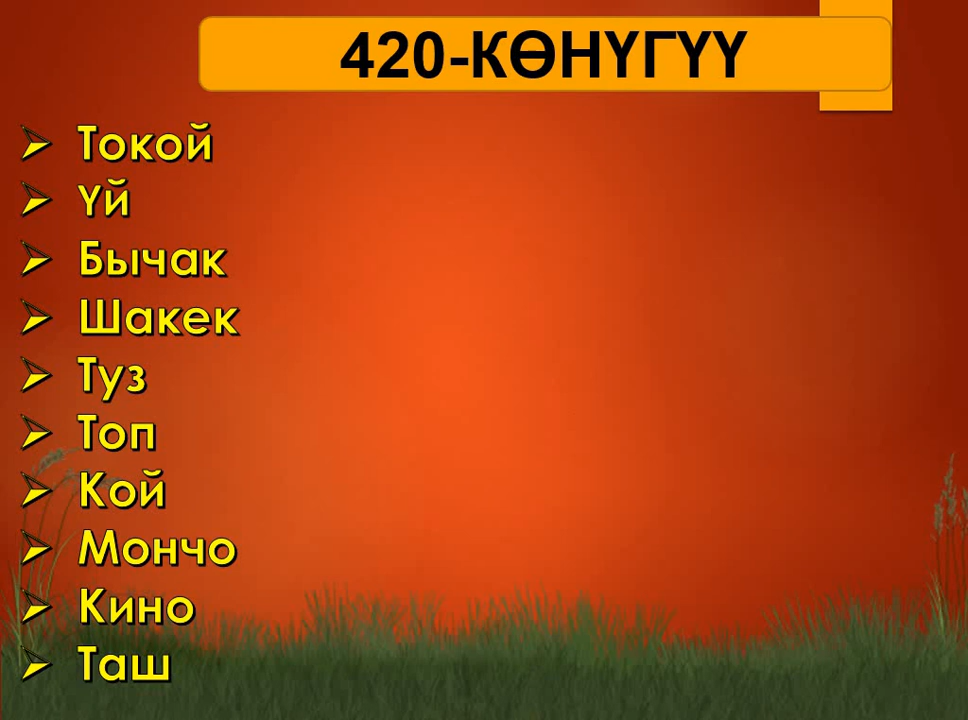 420-КӨНҮГҮҮ
Токой
Үй
Бычак
Шакек
Туз
Топ
Кой
Мончо
Кино
Таш